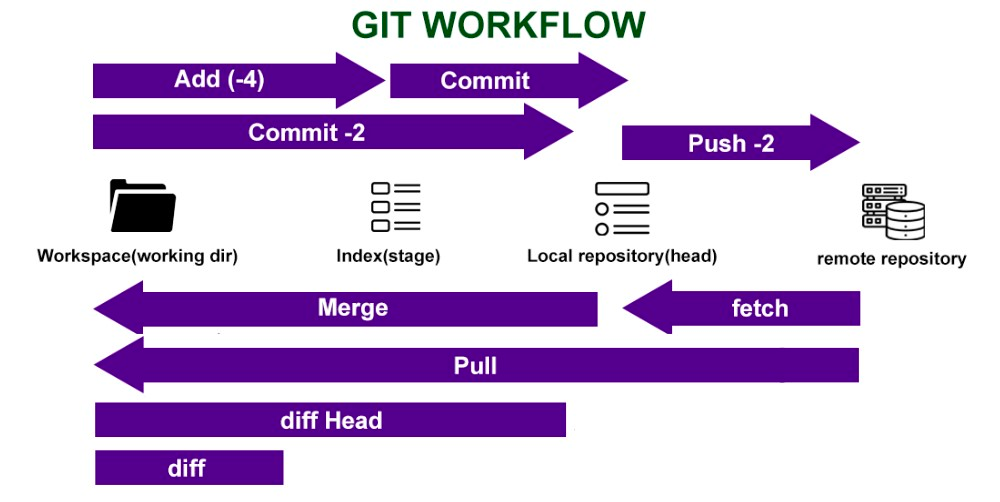 GIT WORKFLOW
Add (-4)
Commit
Commit -2
Push -2
Workspace(working dir)
Index(stage)
Local repository(head)
remote repository
Merge
fetch
Pull
diff Head
diff